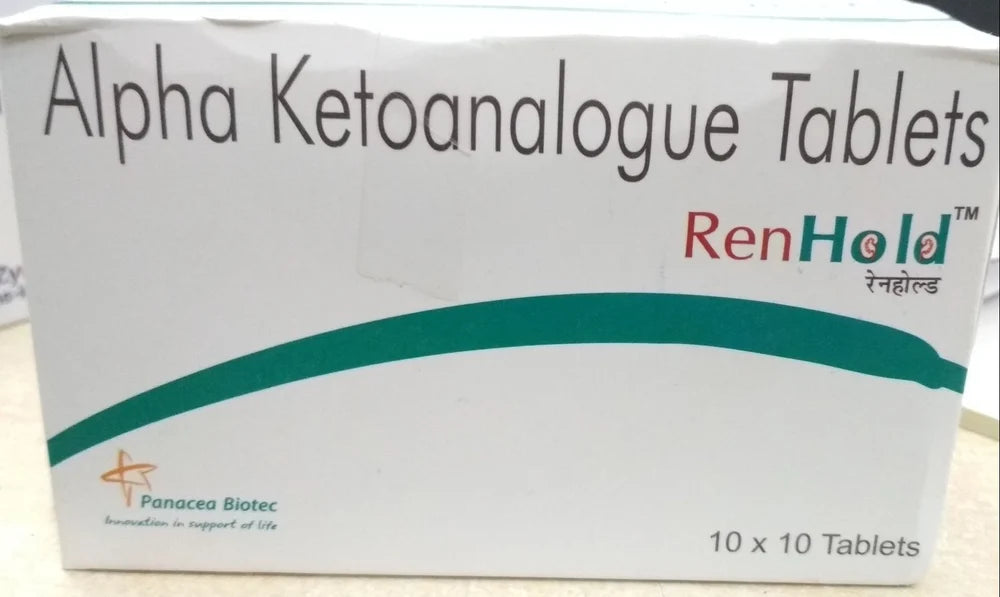 Alpha Ketoanalogue Tablets
RenHold™
रेनहोल्ड
Panacea Biotec
Innovation in support of life
10 x 10 Tablets